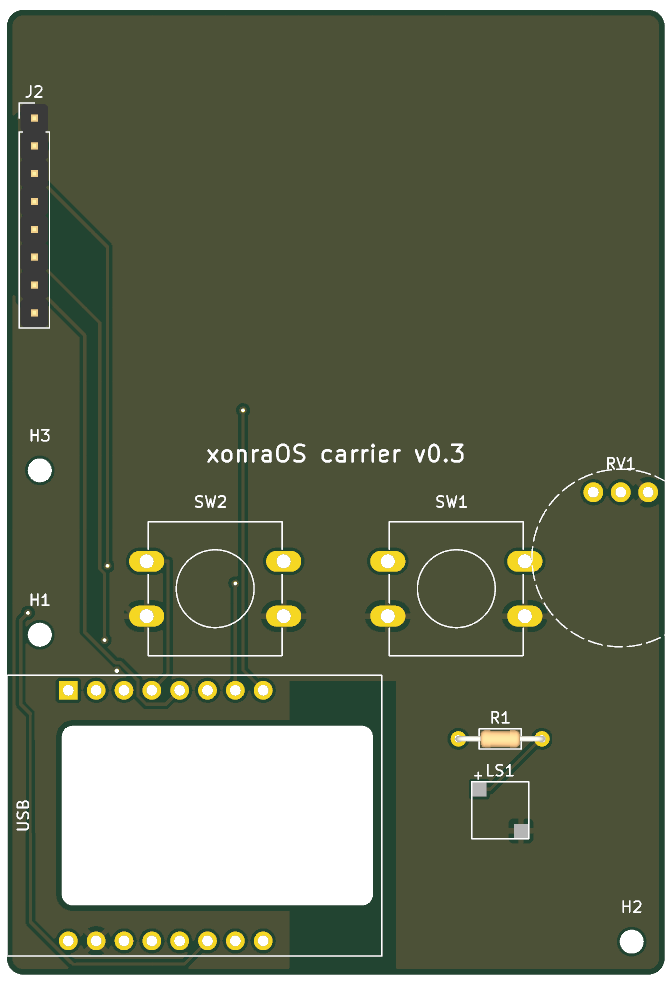 J2
H3
xonraOS carrier v0.3
RV1
SW2
SW1
H1
R1
LS1
+
USB
H2